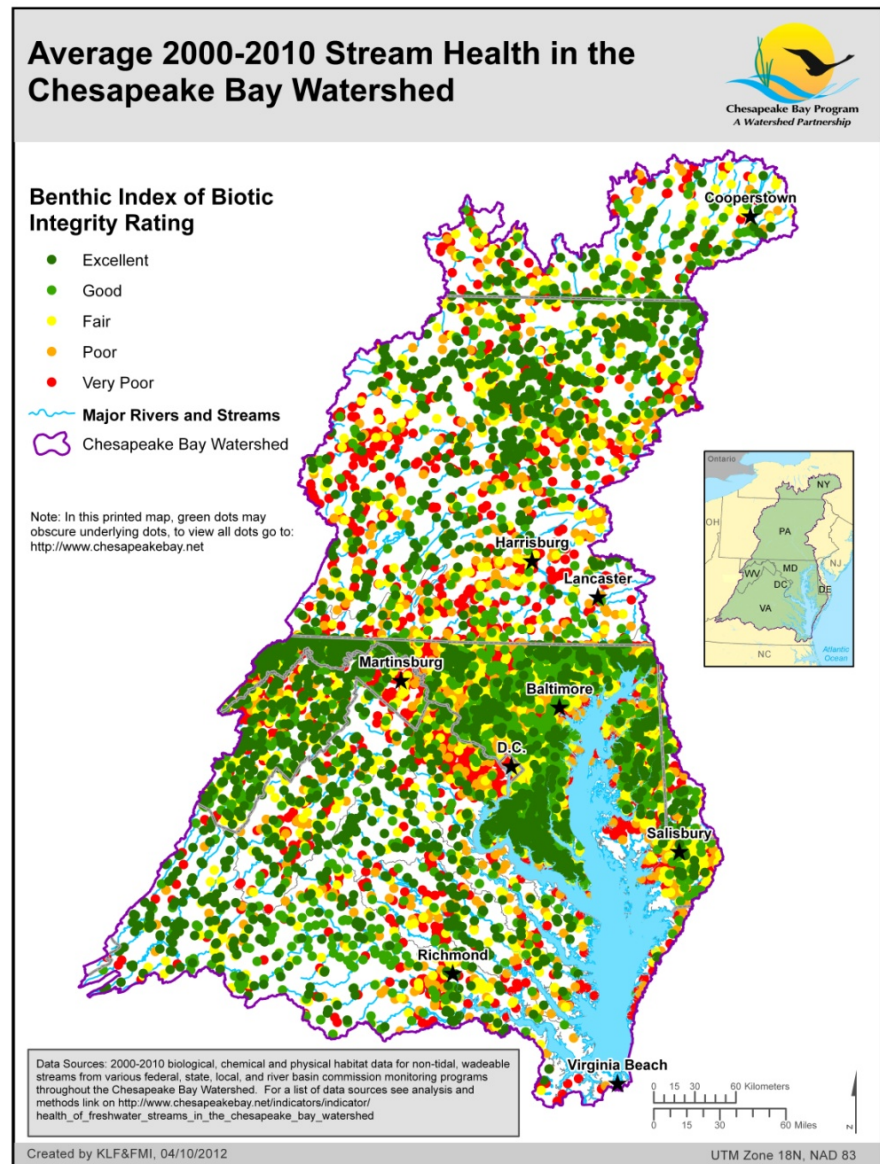 Average 2000-2010 Stream Health in the
Chesapeake Bay Watershed
Chesapeake Bay Program
A Watershed Partnership
Benthic Index of Biotic
Integrity Rating
Excellent
Good
Fair
Poor
Very Poor
Major Rivers and Streams
Chesapeake Bay Watershed
Note: In this printed map, green dots may
obscure underlying dots, to view all dots go to:
http://www.chesapeakebay.net
Cooperstown
Harrisburg
Lancaster
Martinsburg
Baltimore
D.C.
Salisbury
Richmond
Virginia Beach
Ontario
NY
PA
OH
NJ
MD
WV
DC
DE
VA
NC
Atlantic
Ocean
Data Sources: 2000-2010 biological, chemical and physical habitat data for non-tidal, wadeable
streams from various federal, state, local, and river basin commission monitoring programs
throughout the Chesapeake Bay Watershed. For a list of data sources see analysis and
methods link on http://www.chesapeakebay.net/indicators/indicator/
health_of_freshwater_streams_in_the_chesapeake_bay_watershed
0 15 30 60 Kilometers
0 15 30 60 Miles
N
Created by KLF&FMI, 04/10/2012
UTM Zone 18N, NAD 83